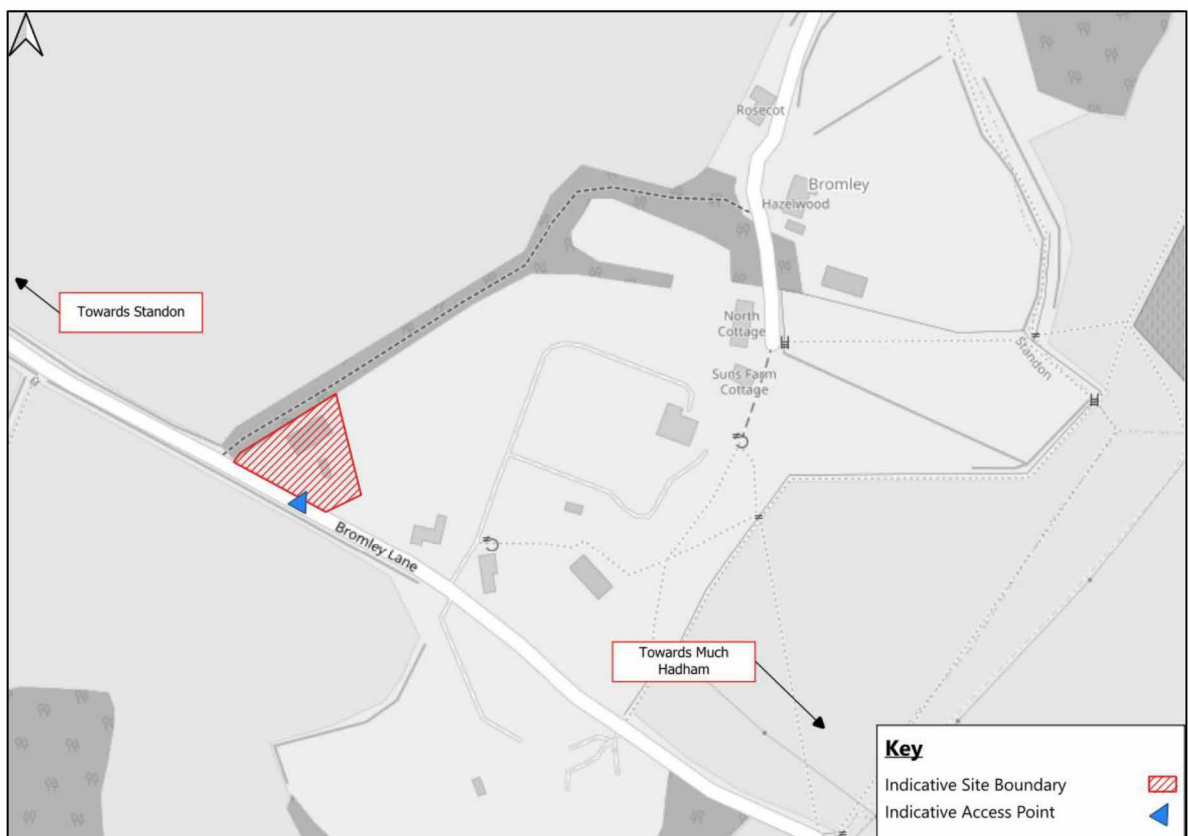 Rosecot
Bromley
Hazelwood
Towards Standon
North
Cottage
Standon
Suns Farm
Cottage
Bromley Lane
Towards Much
Hadham
Key
Indicative Site Boundary
Indicative Access Point